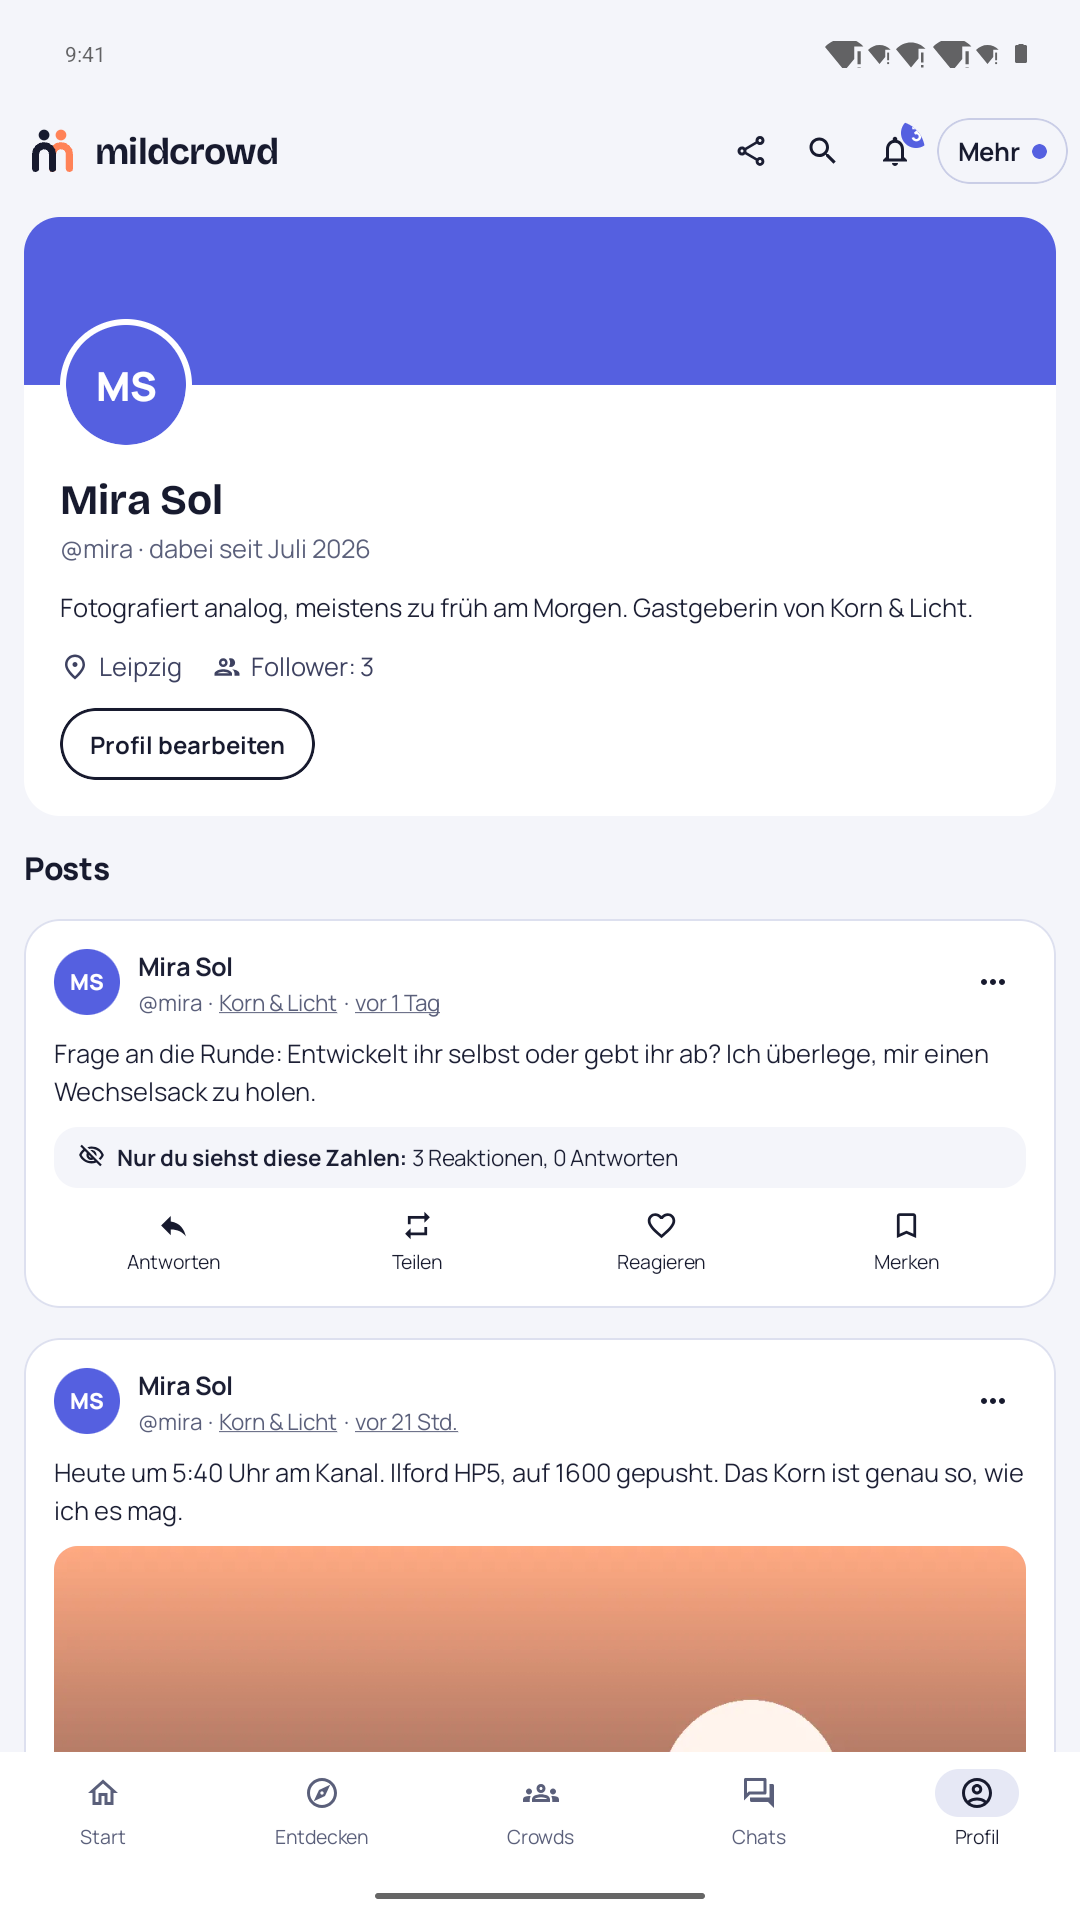 9:41
mildcrowd
3
Mehr
MS
Mira Sol
@mira · dabei seit Juli 2026
Fotografiert analog, meistens zu früh am Morgen. Gastgeberin von Korn & Licht.
Leipzig Follower: 3
Profil bearbeiten
Posts
MS
Mira Sol
@mira · Korn & Licht · vor 1 Tag
Frage an die Runde: Entwickelt ihr selbst oder gebt ihr ab? Ich überlege, mir einen
Wechselsack zu holen.
Nur du siehst diese Zahlen: 3 Reaktionen, 0 Antworten
Antworten Teilen Reagieren Merken
MS
Mira Sol
@mira · Korn & Licht · vor 21 Std.
Heute um 5:40 Uhr am Kanal. Ilford HP5, auf 1600 gepusht. Das Korn ist genau so, wie
ich es mag.
Start Entdecken Crowds Chats Profil